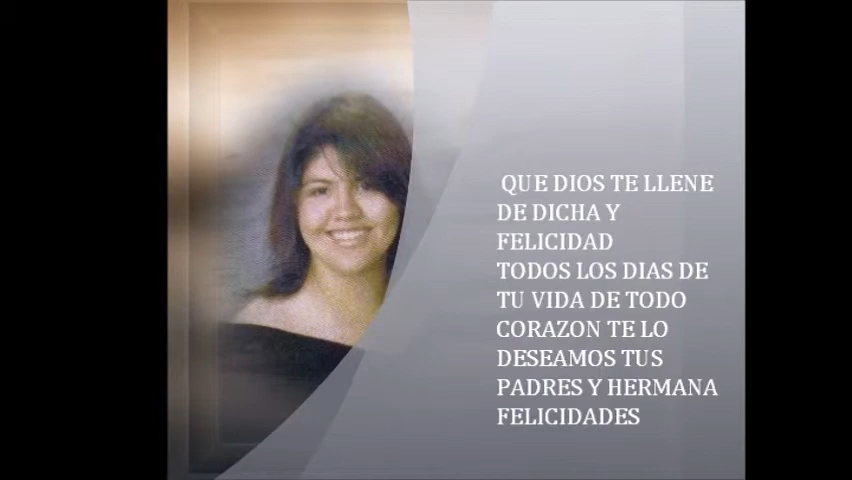 QUE DIOS TE LLENE
DE DICHA Y
FELICIDAD
TODOS LOS DIAS DE
TU VIDA DE TODO
CORAZON TE LO
DESEAMOS TUS
PADRES Y HERMANA
FELICIDADES